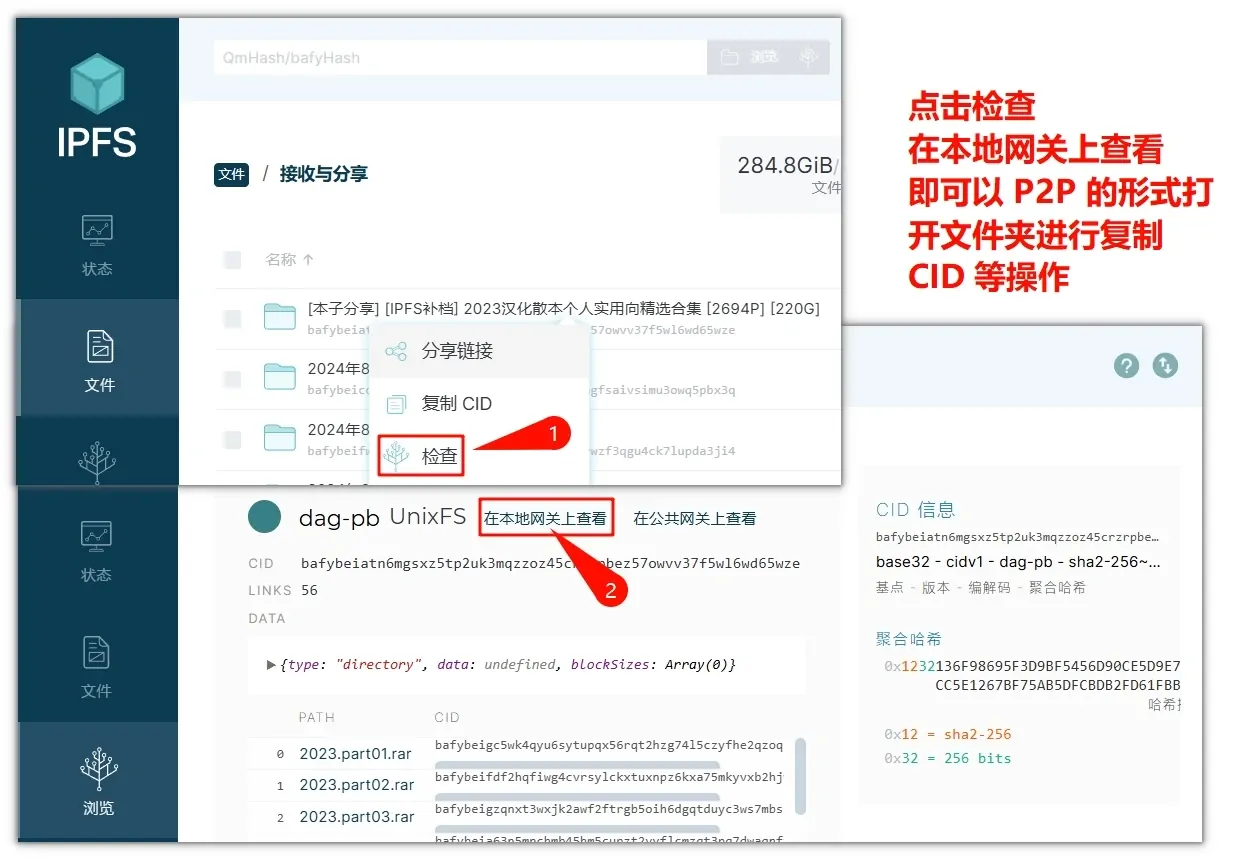 IPFS
QmHash/bafyHash
浏览
文件 / 接收与分享
284.8GiB/
文件
状态
名称 ↑
[本子分享] [IPFS补档] 2023汉化散本个人实用向精选合集 [2694P] [220G]
bafybeiat 57owvv37f5wl6wd65wze
分享链接
2024年8
bafybeic gfsaivsimu3owq5pbx3q
文件
复制 CID
2024年8
bafybeif wzf3qgu4ck7lupda3ji4
1
检查
点击检查
在本地网关上查看
即可以 P2P 的形式打
开文件夹进行复制
CID 等操作
?
状态
文件
浏览
dag-pb UnixFS 在本地网关上查看 在公共网关上查看
CID bafybeiatn6mgsxz5tp2uk3mqzzoz45c bez57owvv37f5wl6wd65wze
2
LINKS 56
DATA
▶{type: "directory", data: undefined, blockSizes: Array(0)}
PATH CID
0 2023.part01.rar bafybeigc5wk4qyu6sytupqx56rqt2hzg74l5czyfhe2qzoq
1 2023.part02.rar bafybeifdf2hqfiwg4cvrsylckxtuxnpz6kxa75mkyvxb2hj
2 2023.part03.rar bafybeigzqnxt3wxjk2awf2ftrgb5oih6dgqtduyc3ws7mbs
CID 信息
bafybeiatn6mgsxz5tp2uk3mqzzoz45crzrpbe…
base32 - cidv1 - dag-pb - sha2-256~...
基点 - 版本 - 编解码 - 聚合哈希
聚合哈希
0x1232136F98695F3D9BF5456D90CE5D9E7
CC5E1267BF75AB5DFCBDB2FD61FBB
哈希
0x12 = sha2-256
0x32 = 256 bits